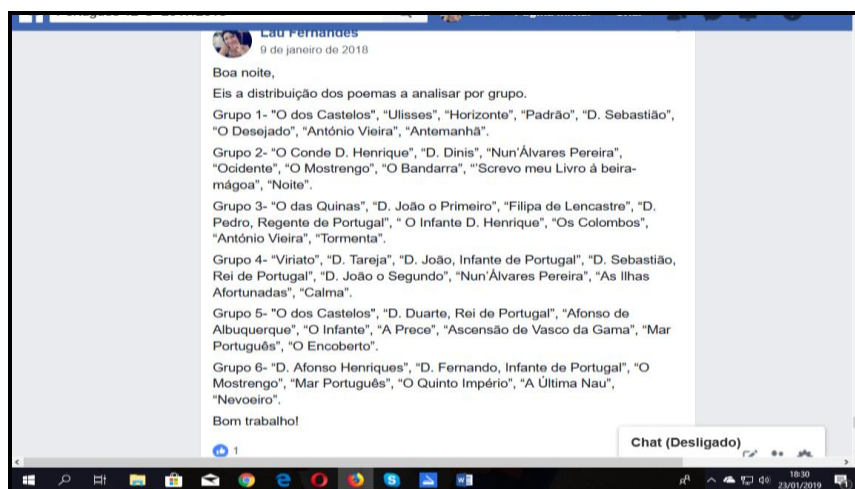 Lau Fernandes
9 de janeiro de 2018
Boa noite,
Eis a distribuição dos poemas a analisar por grupo.
Grupo 1- "O dos Castelos", “Ulisses”, “Horizonte”, “Padrão”, “D. Sebastião”,
“O Desejado”, “António Vieira”, “Antemanhã”.
Grupo 2- “O Conde D. Henrique”, “D. Dinis”, “Nun’Álvares Pereira”,
“Ocidente”, “O Mostrengo”, “O Bandarra”, “’Screvo meu Livro à beira-
mágoa”, “Noite”.
Grupo 3- “O das Quinas”, “D. João o Primeiro”, “Filipa de Lencastre”, “D.
Pedro, Regente de Portugal”, “ O Infante D. Henrique”, “Os Colombos”,
“António Vieira”, “Tormenta”.
Grupo 4- “Viriato”, “D. Tareja”, “D. João, Infante de Portugal”, “D. Sebastião,
Rei de Portugal”, “D. João o Segundo”, “Nun’Álvares Pereira”, “As Ilhas
Afortunadas”, “Calma”.
Grupo 5- "O dos Castelos”, “D. Duarte, Rei de Portugal”, “Afonso de
Albuquerque”, “O Infante”, “A Prece”, “Ascensão de Vasco da Gama”, “Mar
Português”, “O Encoberto”.
Grupo 6- “D. Afonso Henriques”, “D. Fernando, Infante de Portugal”, “O
Mostrengo”, “Mar Português”, “O Quinto Império”, “A Última Nau”,
“Nevoeiro”.
Bom trabalho!
1
Chat (Desligado)
18:30
23/01/2019